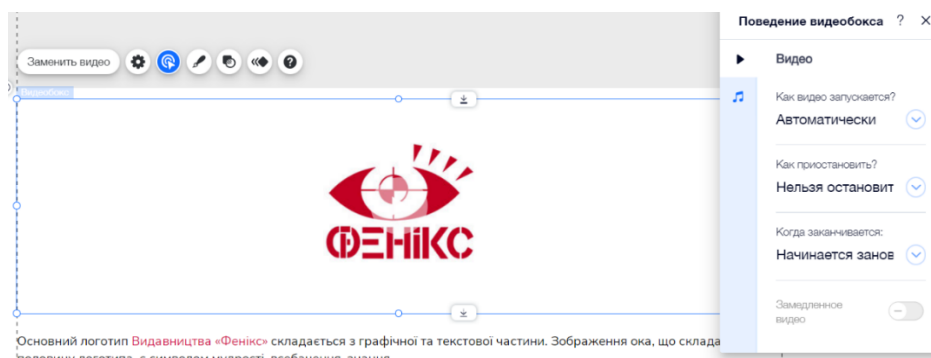 Поведение видеобокса ? ×
Заменить видео
Видео
Видеобокс
Как видео запускается?
Автоматически
Как приостановить?
Нельзя остановит
ФЕНіКС
Когда заканчивается:
Начинается занов
Замедленное
видео
Основний логотип Видавництва «Фенікс» складається з графічної та текстової частини. Зображення ока, що склада